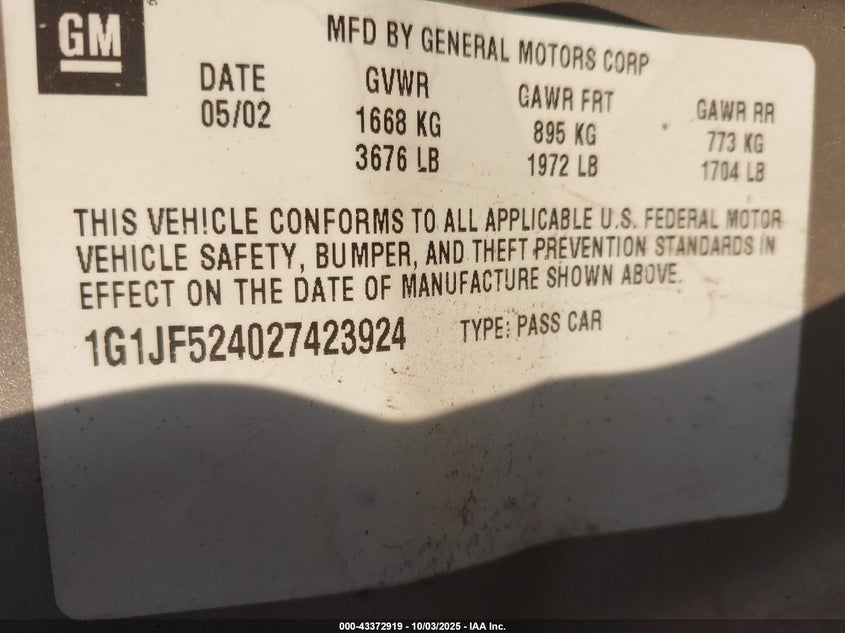 GM
MFD BY GENERAL MOTORS CORP
DATE GVWR GAWR FRT GAWR RR
05/02 1668 KG 895 KG 773 KG
3676 LB 1972 LB 1704 LB
THIS VEHICLE CONFORMS TO ALL APPLICABLE U.S. FEDERAL MOTOR
VEHICLE SAFETY, BUMPER, AND THEFT PREVENTION STANDARDS IN
EFFECT ON THE DATE OF MANUFACTURE SHOWN ABOVE.
1G1JF524027423924 TYPE: PASS CAR
000-43372919 - 10/03/2025 - IAA Inc.